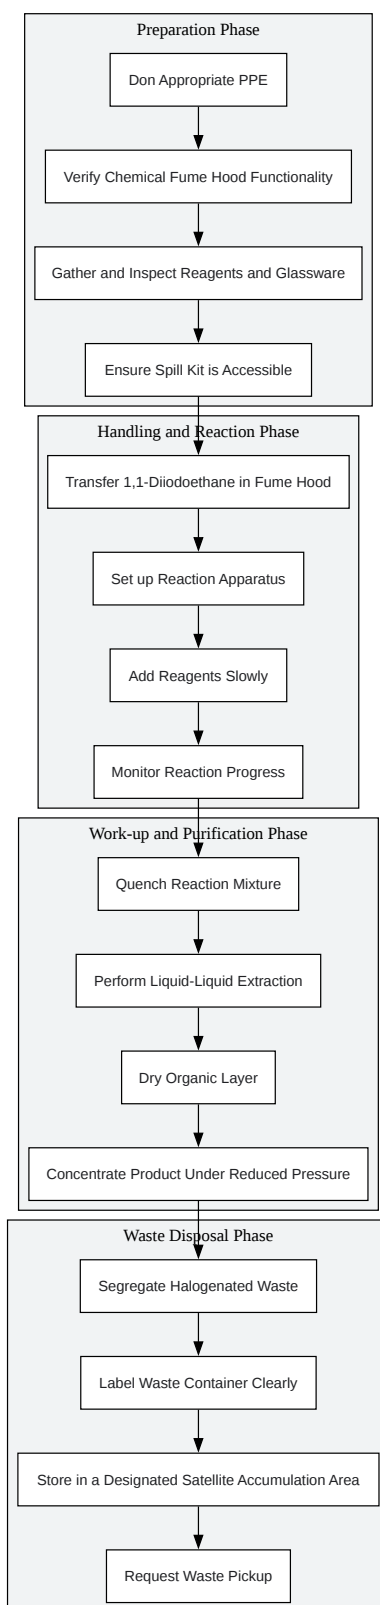 Preparation Phase
Don Appropriate PPE
Verify Chemical Fume Hood Functionality
Gather and Inspect Reagents and Glassware
Ensure Spill Kit is Accessible
Handling and Reaction Phase
Transfer 1,1-Diiodoethane in Fume Hood
Set up Reaction Apparatus
Add Reagents Slowly
Monitor Reaction Progress
Work-up and Purification Phase
Quench Reaction Mixture
Perform Liquid-Liquid Extraction
Dry Organic Layer
Concentrate Product Under Reduced Pressure
Waste Disposal Phase
Segregate Halogenated Waste
Label Waste Container Clearly
Store in a Designated Satellite Accumulation Area
Request Waste Pickup